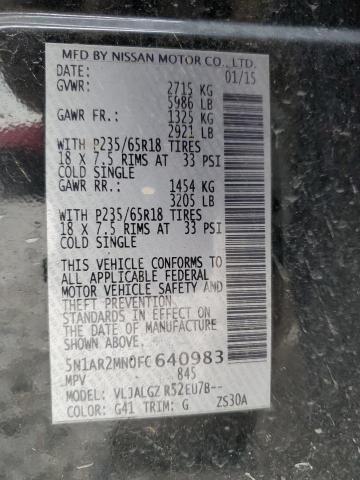 MFD BY NISSAN MOTOR CO., LTD.
DATE: 01/15
GVWR: 2715 KG
5986 LB
GAWR FR.: 1325 KG
2921 LB
WITH P235/65R18 TIRES
18 X 7.5 RIMS AT 33 PSI
COLD SINGLE
GAWR RR.: 1454 KG
3205 LB
WITH P235/65R18 TIRES
18 X 7.5 RIMS AT 33 PSI
COLD SINGLE
THIS VEHICLE CONFORMS TO
ALL APPLICABLE FEDERAL
MOTOR VEHICLE SAFETY AND
THEFT PREVENTION
STANDARDS IN EFFECT ON
THE DATE OF MANUFACTURE
SHOWN ABOVE.
5N1AR2MN0FC640983
MPV 845
VLJALGZ R52EU7B--
COLOR: G41 TRIM: G ZS30A